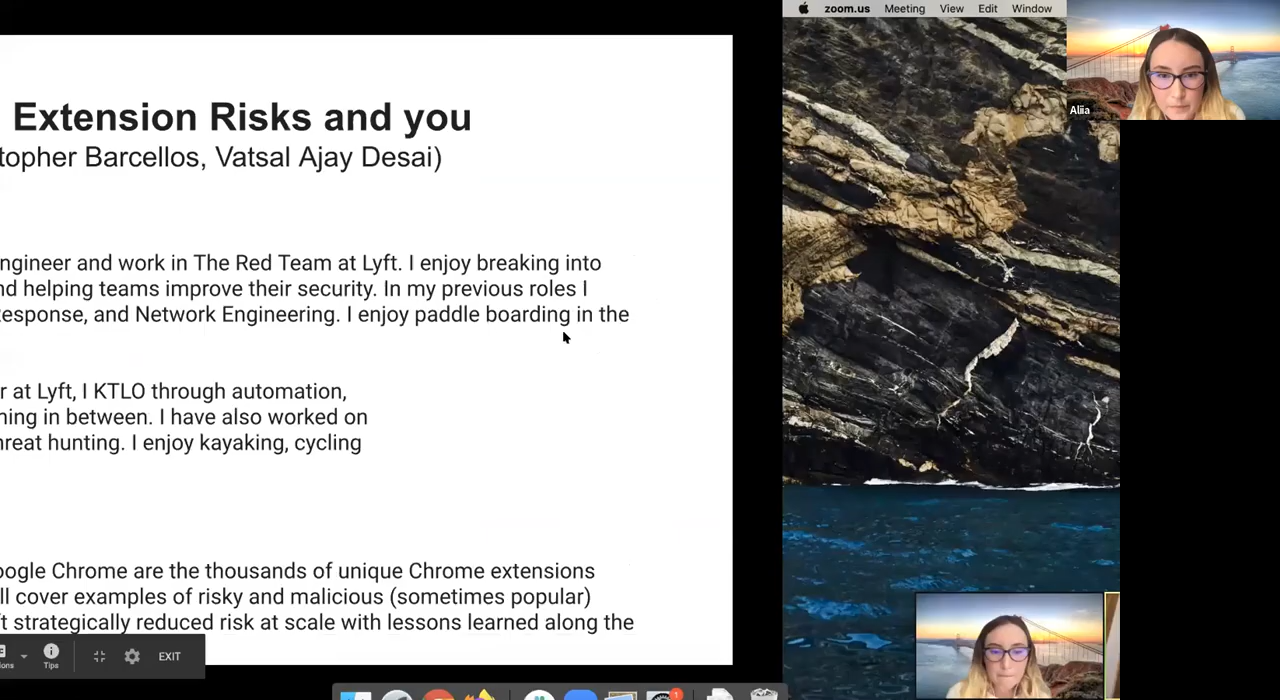 zoom.us Meeting View Edit Window
Aliia
Extension Risks and you
topher Barcellos, Vatsal Ajay Desai)
ngineer and work in The Red Team at Lyft. I enjoy breaking into
nd helping teams improve their security. In my previous roles I
esponse, and Network Engineering. I enjoy paddle boarding in the
r at Lyft, I KTLO through automation,
ning in between. I have also worked on
hreat hunting. I enjoy kayaking, cycling
oogle Chrome are the thousands of unique Chrome extensions
ll cover examples of risky and malicious (sometimes popular)
ft strategically reduced risk at scale with lessons learned along the
ions Tips EXIT
1